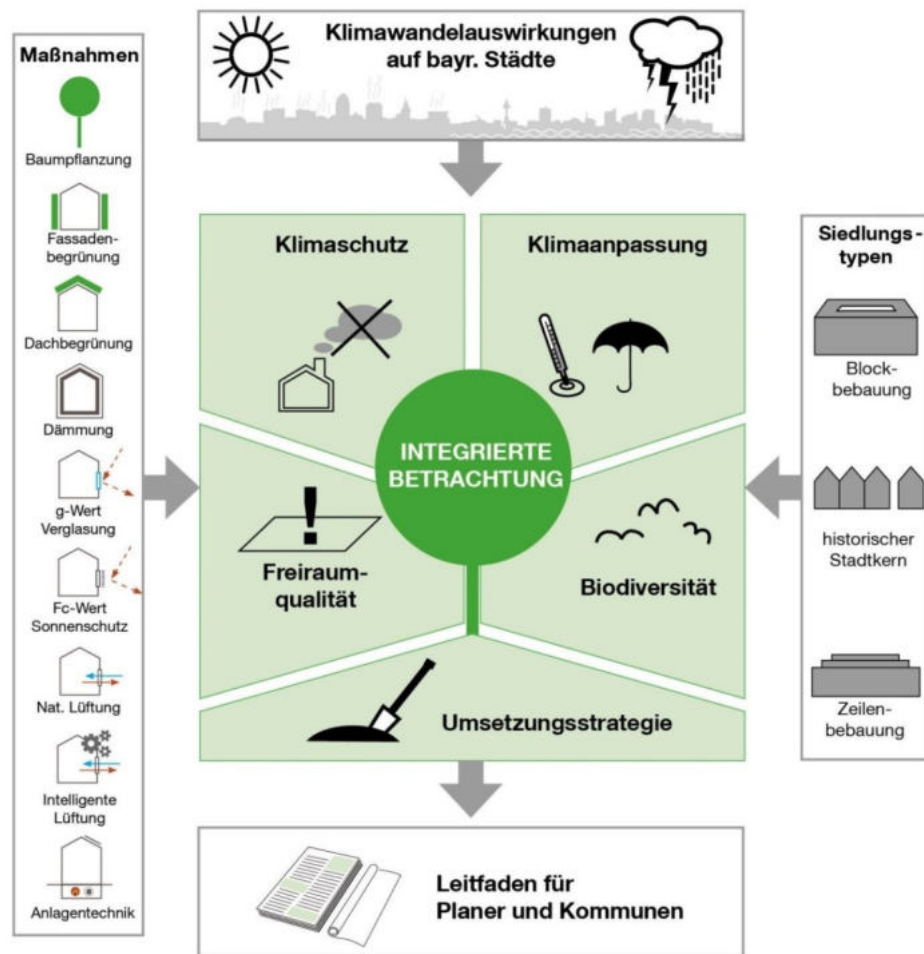 Klimawandelauswirkungen
auf bayr. Städte
Maßnahmen
Baumpflanzung
Fassaden-
begrünung
Dachbegrünung
Dämmung
g-Wert
Verglasung
Fc-Wert
Sonnenschutz
Nat. Lüftung
Intelligente
Lüftung
Anlagentechnik
Klimaschutz
Klimaanpassung
INTEGRIERTE
BETRACHTUNG
Freiraum-
qualität
Biodiversität
Umsetzungsstrategie
Siedlungs-
typen
Block-
bebauung
historischer
Stadtkern
Zeilen-
bebauung
Leitfaden für
Planer und Kommunen